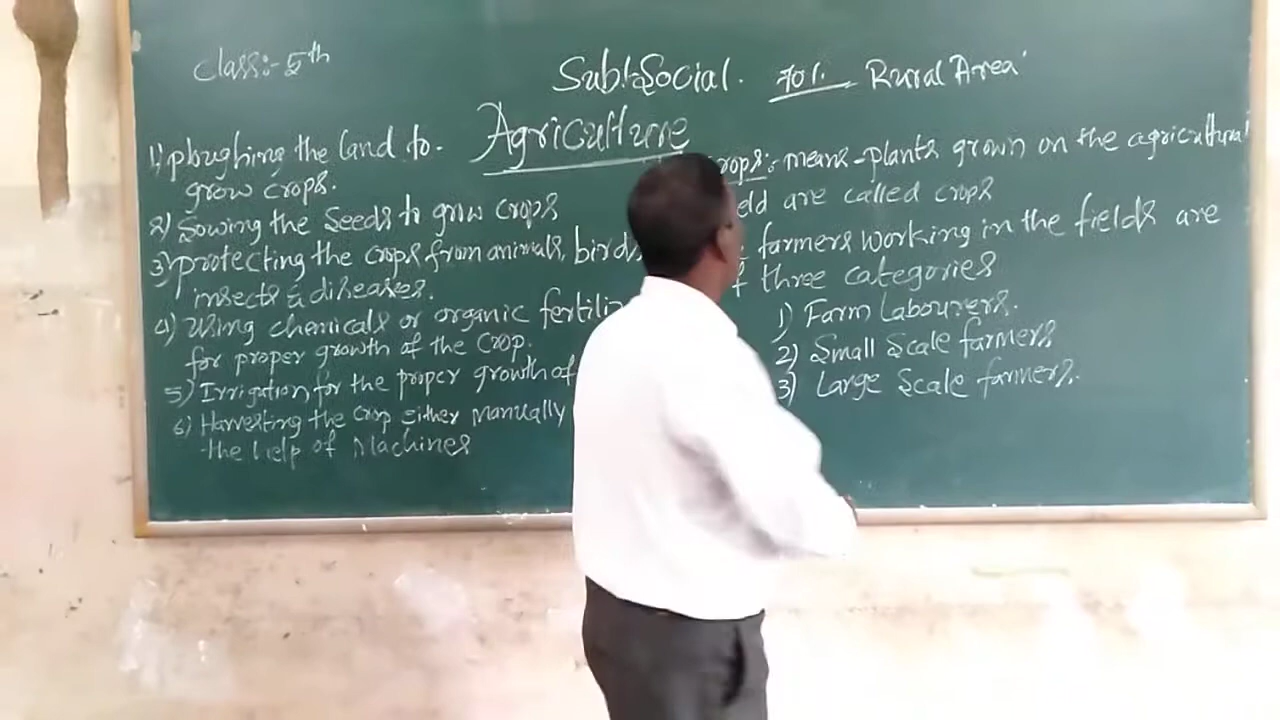 Class:- 5th
Sub:- Social. 70%. Rural Area
Agriculture
1) ploughing the land to
grow crops.
2) Sowing the Seeds to grow crops
3) protecting the crops from animals, birds
insects & diseases.
4) Using chemicals or organic
for proper growth of the Crop.
5) Irrigation for the proper growth of
6) Harvesting the Crop either Manually
the help of Machines
means - plants grown on the agricultural
are called crops
farmers working in the fields are
three categories
1) Farm Labourers.
2) Small Scale farmers
3) Large Scale farmers.